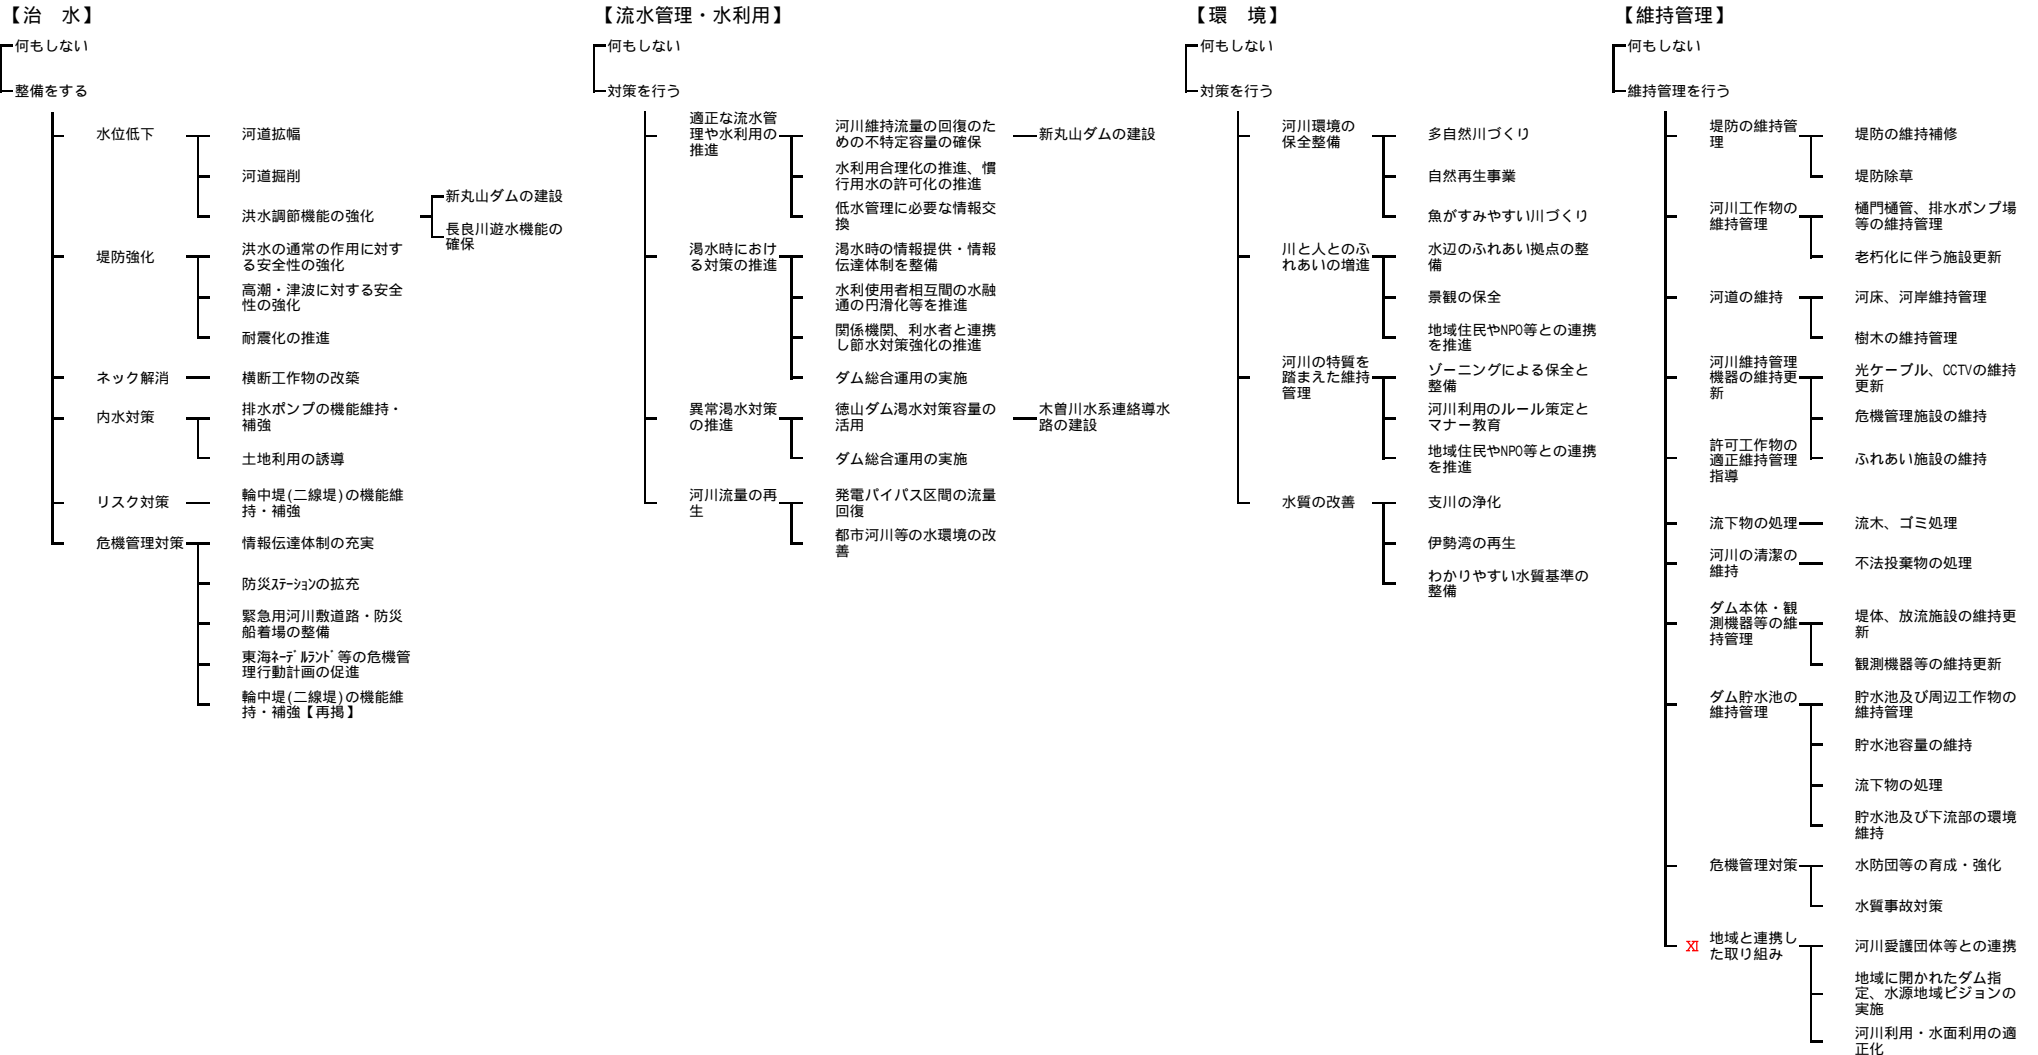 【治　水】
何もしない
整備をする
水位低下
河道拡幅
河道掘削
洪水調節機能の強化
新丸山ダムの建設
長良川遊水機能の
確保
堤防強化
洪水の通常の作用に対す
る安全性の強化
高潮・津波に対する安全
性の強化
耐震化の推進
ネック解消
横断工作物の改築
内水対策
排水ポンプの機能維持・
補強
土地利用の誘導
リスク対策
輪中堤(二線堤)の機能維
持・補強
危機管理対策
情報伝達体制の充実
防災ｽﾃｰｼｮﾝの拡充
緊急用河川敷道路・防災
船着場の整備
東海ﾈｰﾃﾞﾙﾗﾝﾄﾞ等の危機管
理行動計画の促進
輪中堤(二線堤)の機能維
持・補強【再掲】
【流水管理・水利用】
何もしない
対策を行う
適正な流水管
理や水利用の
推進
河川維持流量の回復のた
めの不特定容量の確保
新丸山ダムの建設
水利用合理化の推進、慣
行用水の許可化の推進
低水管理に必要な情報交
換
渇水時におけ
る対策の推進
渇水時の情報提供・情報
伝達体制を整備
水利使用者相互間の水融
通の円滑化等を推進
関係機関、利水者と連携
し節水対策強化の推進
ダム総合運用の実施
異常渇水対策
の推進
徳山ダム渇水対策容量の
活用
木曽川水系連絡導水
路の建設
ダム総合運用の実施
河川流量の再
生
発電バイパス区間の流量
回復
都市河川等の水環境の改
善
【環　境】
何もしない
対策を行う
河川環境の
保全整備
多自然川づくり
自然再生事業
魚がすみやすい川づくり
川と人とのふ
れあいの増進
水辺のふれあい拠点の整
備
景観の保全
地域住民やNPO等との連携
を推進
河川の特質を
踏まえた維持
管理
ゾーニングによる保全と
整備
河川利用のルール策定と
マナー教育
地域住民やNPO等との連携
を推進
水質の改善
支川の浄化
伊勢湾の再生
わかりやすい水質基準の
整備
【維持管理】
何もしない
維持管理を行う
堤防の維持管
理
堤防の維持補修
堤防除草
河川工作物の
維持管理
樋門樋管、排水ポンプ場
等の維持管理
老朽化に伴う施設更新
河道の維持
河床、河岸維持管理
樹木の維持管理
河川維持管理
機器の維持更
新
光ケーブル、CCTVの維持
更新
危機管理施設の維持
許可工作物の
適正維持管理
指導
ふれあい施設の維持
流下物の処理
流木、ゴミ処理
河川の清潔の
維持
不法投棄物の処理
ダム本体・観
測機器等の維
持管理
堤体、放流施設の維持更
新
観測機器等の維持更新
ダム貯水池の
維持管理
貯水池及び周辺工作物の
維持管理
貯水池容量の維持
流下物の処理
貯水池及び下流部の環境
維持
危機管理対策
水防団等の育成・強化
水質事故対策
Ⅺ
地域と連携し
た取り組み
河川愛護団体等との連携
地域に開かれたダム指
定、水源地域ビジョンの
実施
河川利用・水面利用の適
正化